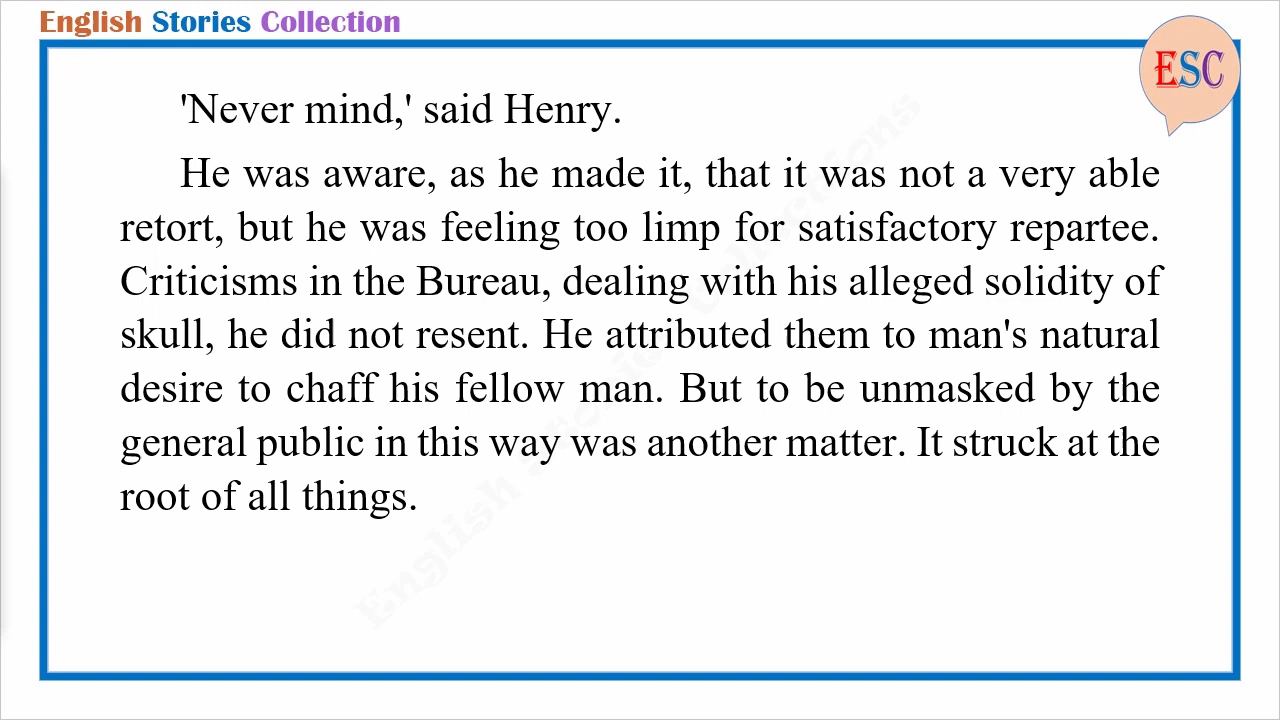 English Stories Collection
ESC
'Never mind,' said Henry.
He was aware, as he made it, that it was not a very able
retort, but he was feeling too limp for satisfactory repartee.
Criticisms in the Bureau, dealing with his alleged solidity of
skull, he did not resent. He attributed them to man's natural
desire to chaff his fellow man. But to be unmasked by the
general public in this way was another matter. It struck at the
root of all things.
English Stories Collections